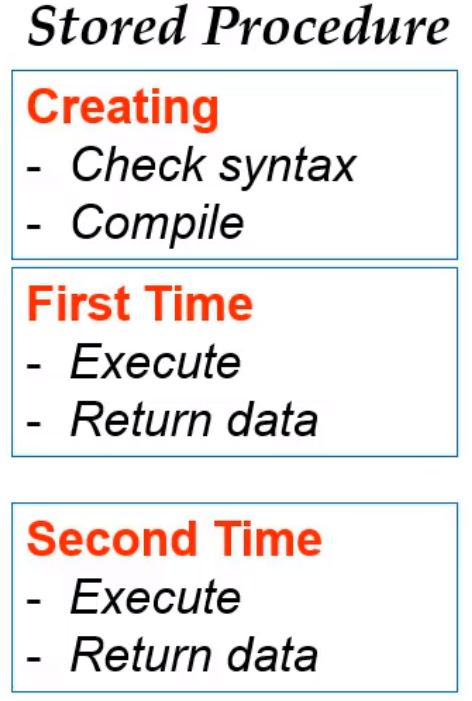 Stored Procedure
Creating
- Check syntax
- Compile
First Time
- Execute
- Return data
Second Time
- Execute
- Return data